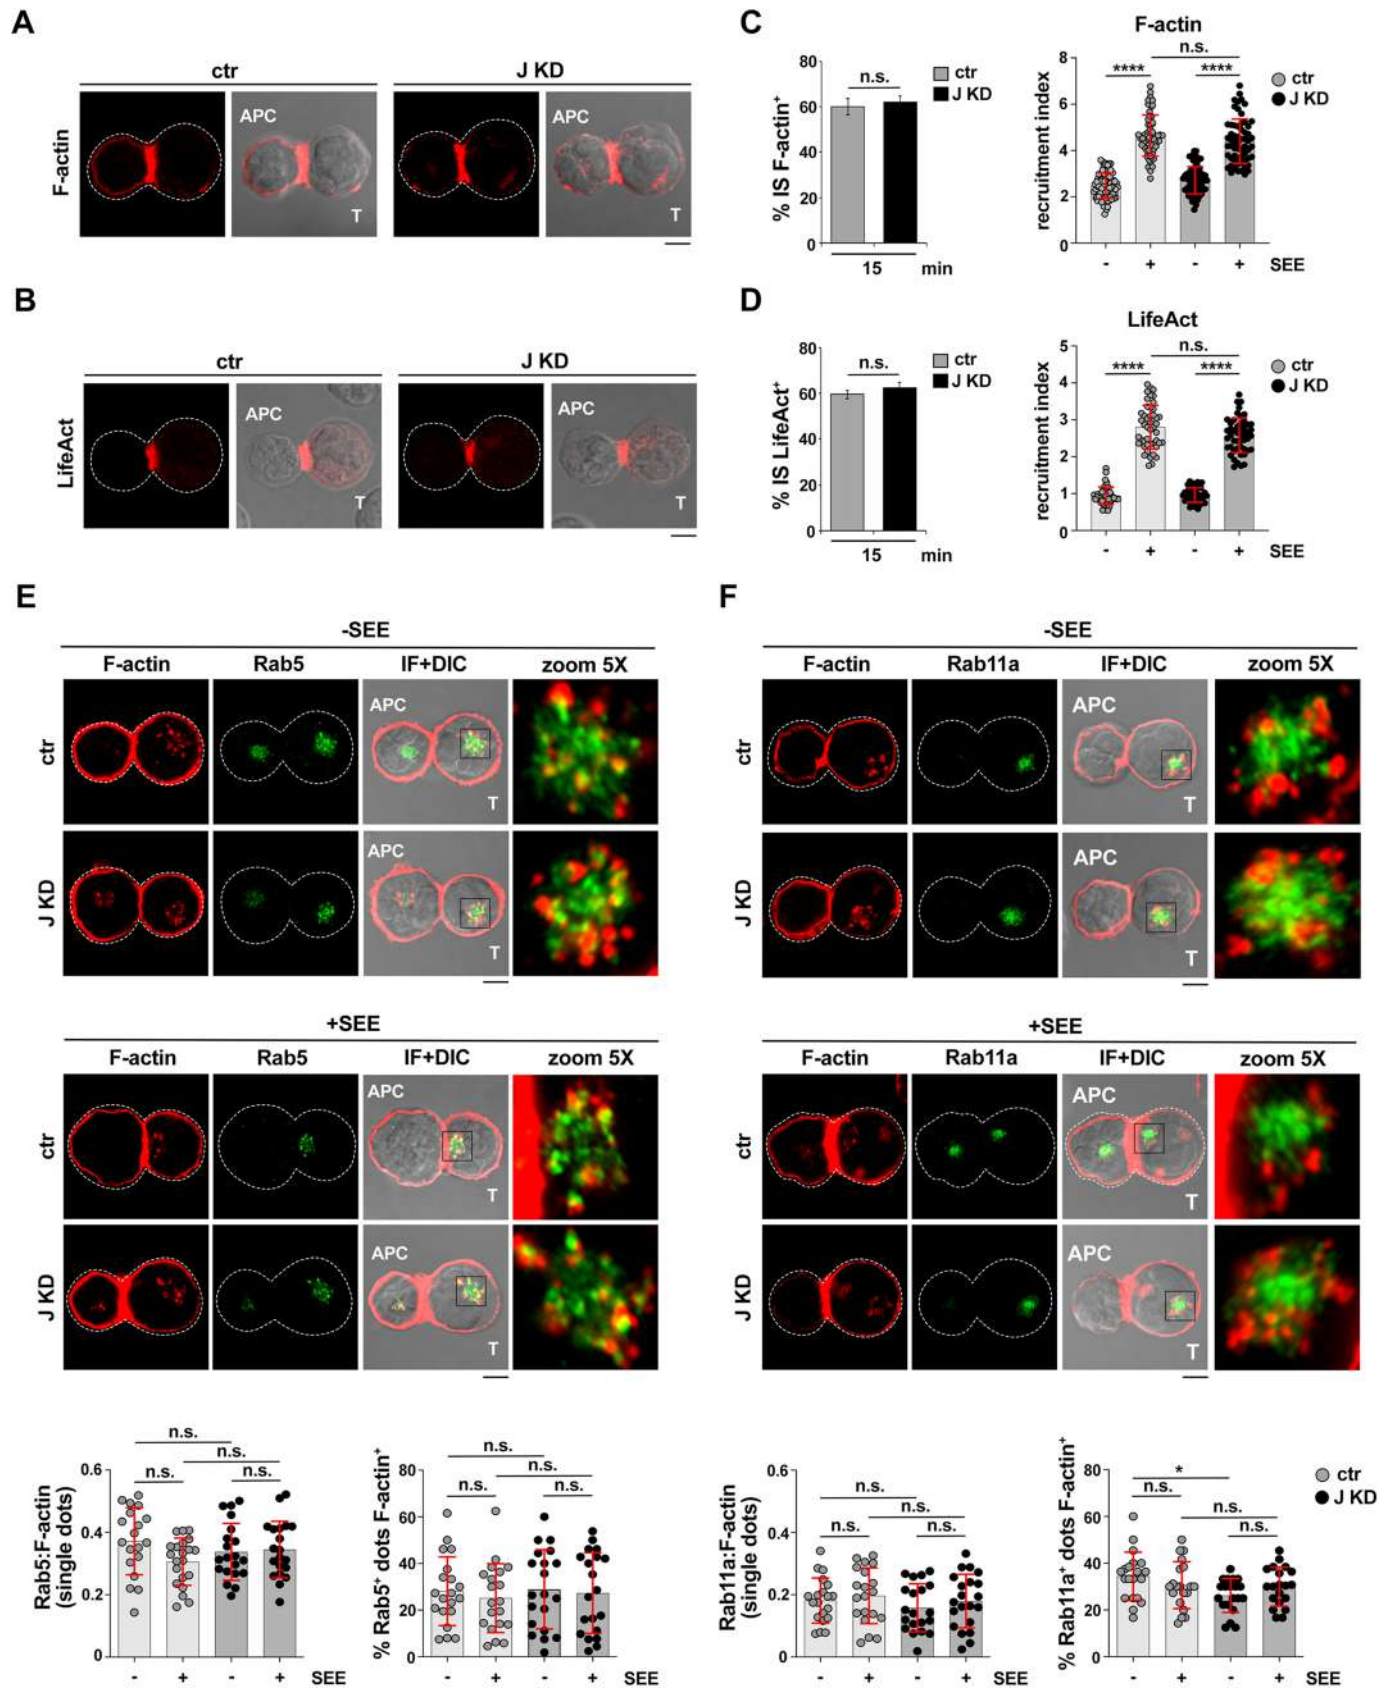 A
ctr
J KD
F-actin
APC
T
APC
T
B
ctr
J KD
LifeAct
APC
T
APC
T
C
80
60
40
20
0
% IS F-actin⁺
n.s.
ctr
J KD
15 min
F-actin
8
6
4
2
0
recruitment index
n.s.
**** ****
ctr
J KD
- + - + SEE
D
80
60
40
20
0
% IS LifeAct⁺
n.s.
ctr
J KD
15 min
LifeAct
5
4
3
2
1
0
recruitment index
n.s.
**** ****
ctr
J KD
- + - + SEE
E
-SEE
F-actin Rab5 IF+DIC zoom 5X
ctr
APC
T
J KD
APC
T
+SEE
F-actin Rab5 IF+DIC zoom 5X
ctr
APC
T
J KD
APC
T
0.6
0.4
0.2
0
Rab5:F-actin
(single dots)
n.s.
n.s.
n.s. n.s.
- + - + SEE
80
60
40
20
0
% Rab5⁺ dots F-actin⁺
n.s.
n.s.
n.s. n.s.
- + - + SEE
F
-SEE
F-actin Rab11a IF+DIC zoom 5X
ctr
APC
T
J KD
APC
T
+SEE
F-actin Rab11a IF+DIC zoom 5X
ctr
APC
T
J KD
APC
T
0.6
0.4
0.2
0
Rab11a:F-actin
(single dots)
n.s.
n.s.
n.s. n.s.
- + - + SEE
80
60
40
20
0
% Rab11a⁺ dots F-actin⁺
*
n.s. n.s.
n.s.
ctr
J KD
- + - + SEE